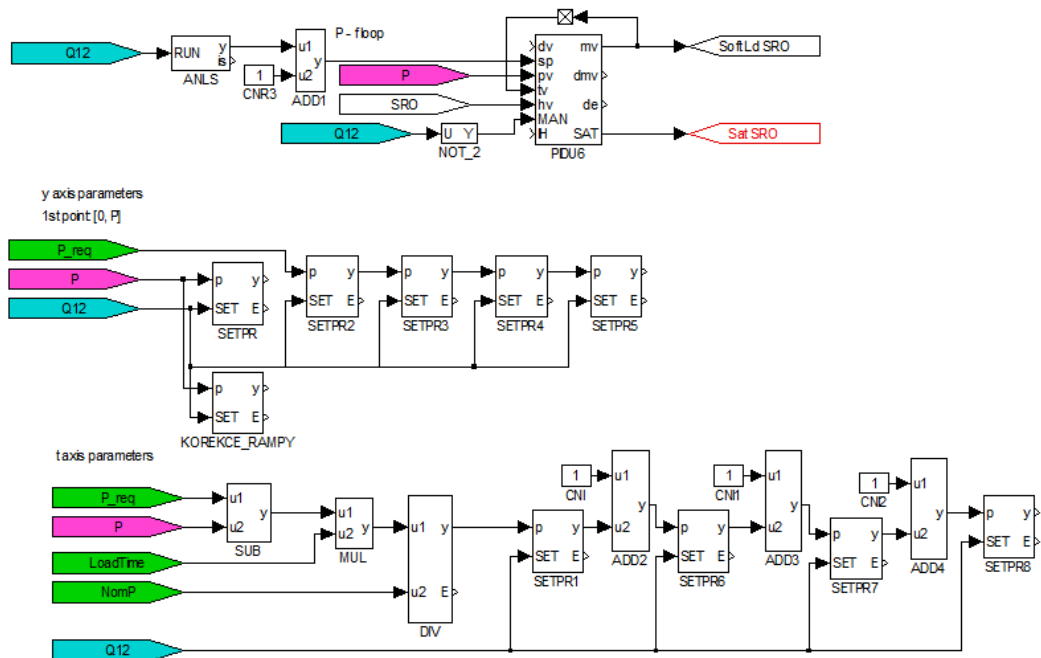 P - floop
Q12
RUN
y
is
ANLS
1
CNR3
u1
u2
y
ADD1
P
SRO
Q12
U Y
NOT_2
dv
sp
pv
tv
hv
MAN
IH
mv
dmv
de
SAT
PIDU6
SoftLd SRO
Sat SRO
y axis parameters
1st point: [0, P]
P_req
P
Q12
p y
SET E
SETPR
p y
SET E
SETPR2
p y
SET E
SETPR3
p y
SET E
SETPR4
p y
SET E
SETPR5
p y
SET E
KOREKCE_RAMPY
t axis parameters
P_req
P
LoadTime
NomP
Q12
u1
u2
y
SUB
u1
u2
y
MUL
u1
u2
y
E
DIV
p y
SET E
SETPR1
1
CNI
u1
u2
y
ADD2
p y
SET E
SETPR6
1
CNI1
u1
u2
y
ADD3
p y
SET E
SETPR7
1
CNI2
u1
u2
y
ADD4
p y
SET E
SETPR8